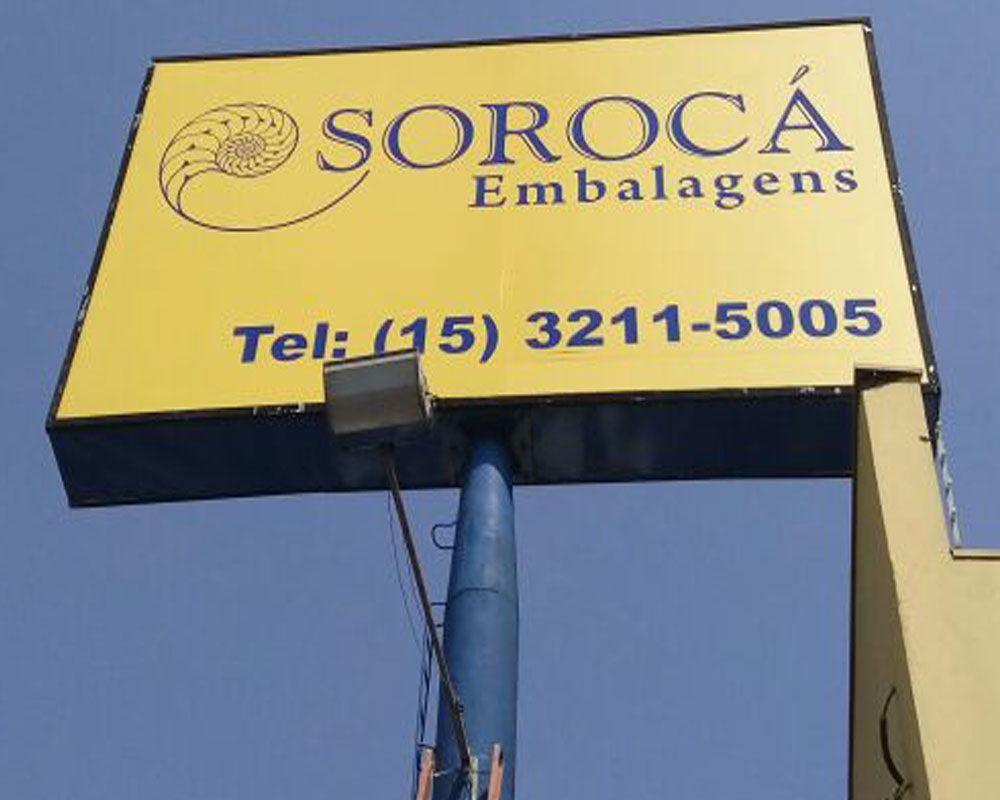 SOROCÁ
Embalagens
Tel: (15) 3211-5005